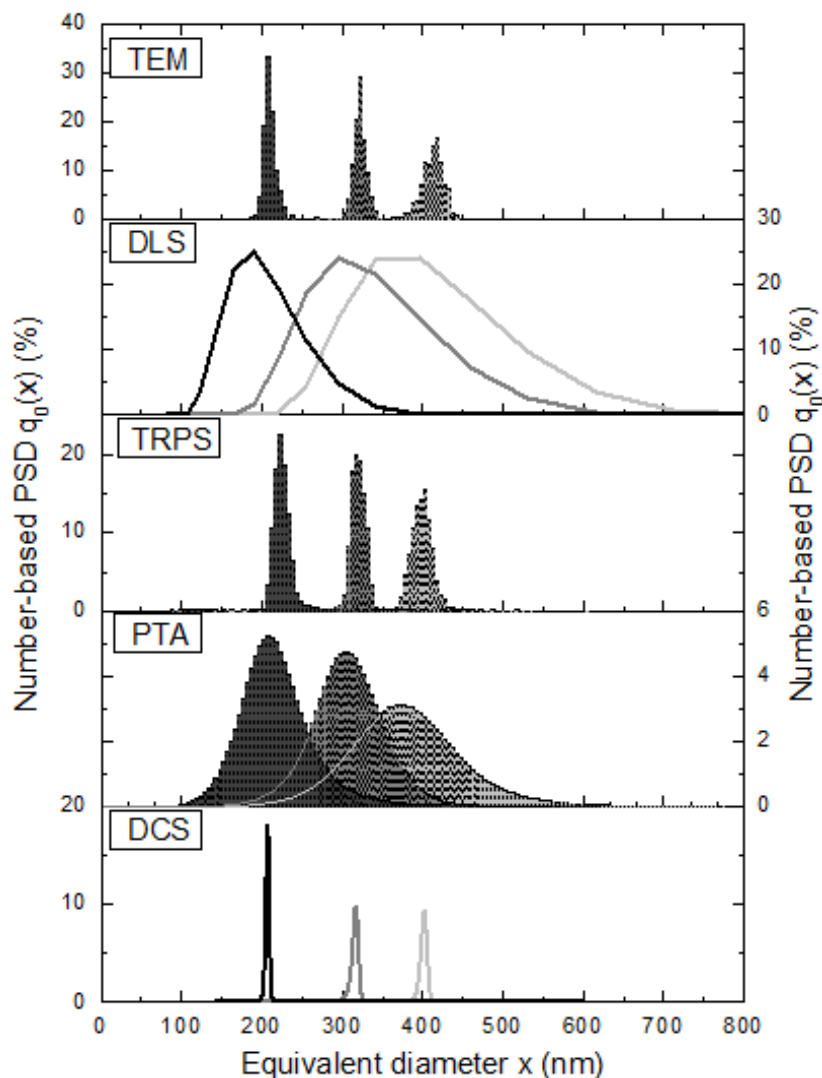 40
TEM
30
20
10
0
30
DLS
20
10
0
TRPS
20
10
0
6
PTA
4
2
20
0
DCS
10
0
0 100 200 300 400 500 600 700 800
Equivalent diameter x (nm)
Number-based PSD q0(x) (%)
Number-based PSD q0(x) (%)